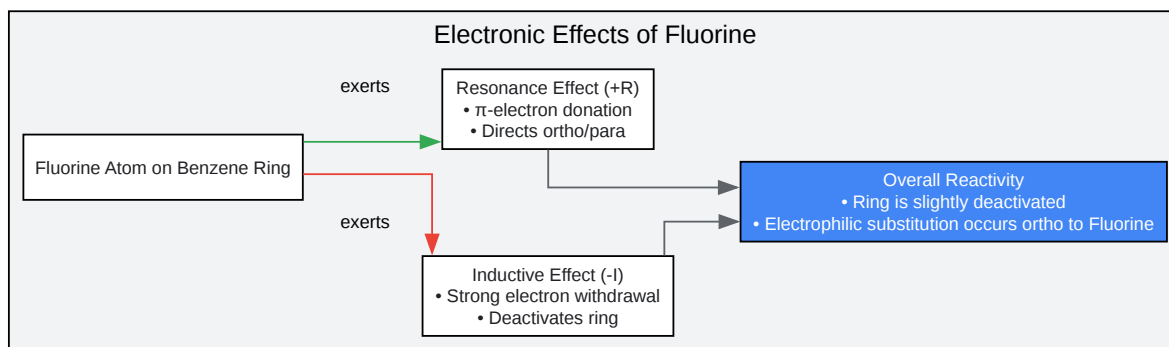 Electronic Effects of Fluorine
exerts
Resonance Effect (+R)
• π-electron donation
• Directs ortho/para
Fluorine Atom on Benzene Ring
Overall Reactivity
• Ring is slightly deactivated
• Electrophilic substitution occurs ortho to Fluorine
exerts
Inductive Effect (-I)
• Strong electron withdrawal
• Deactivates ring